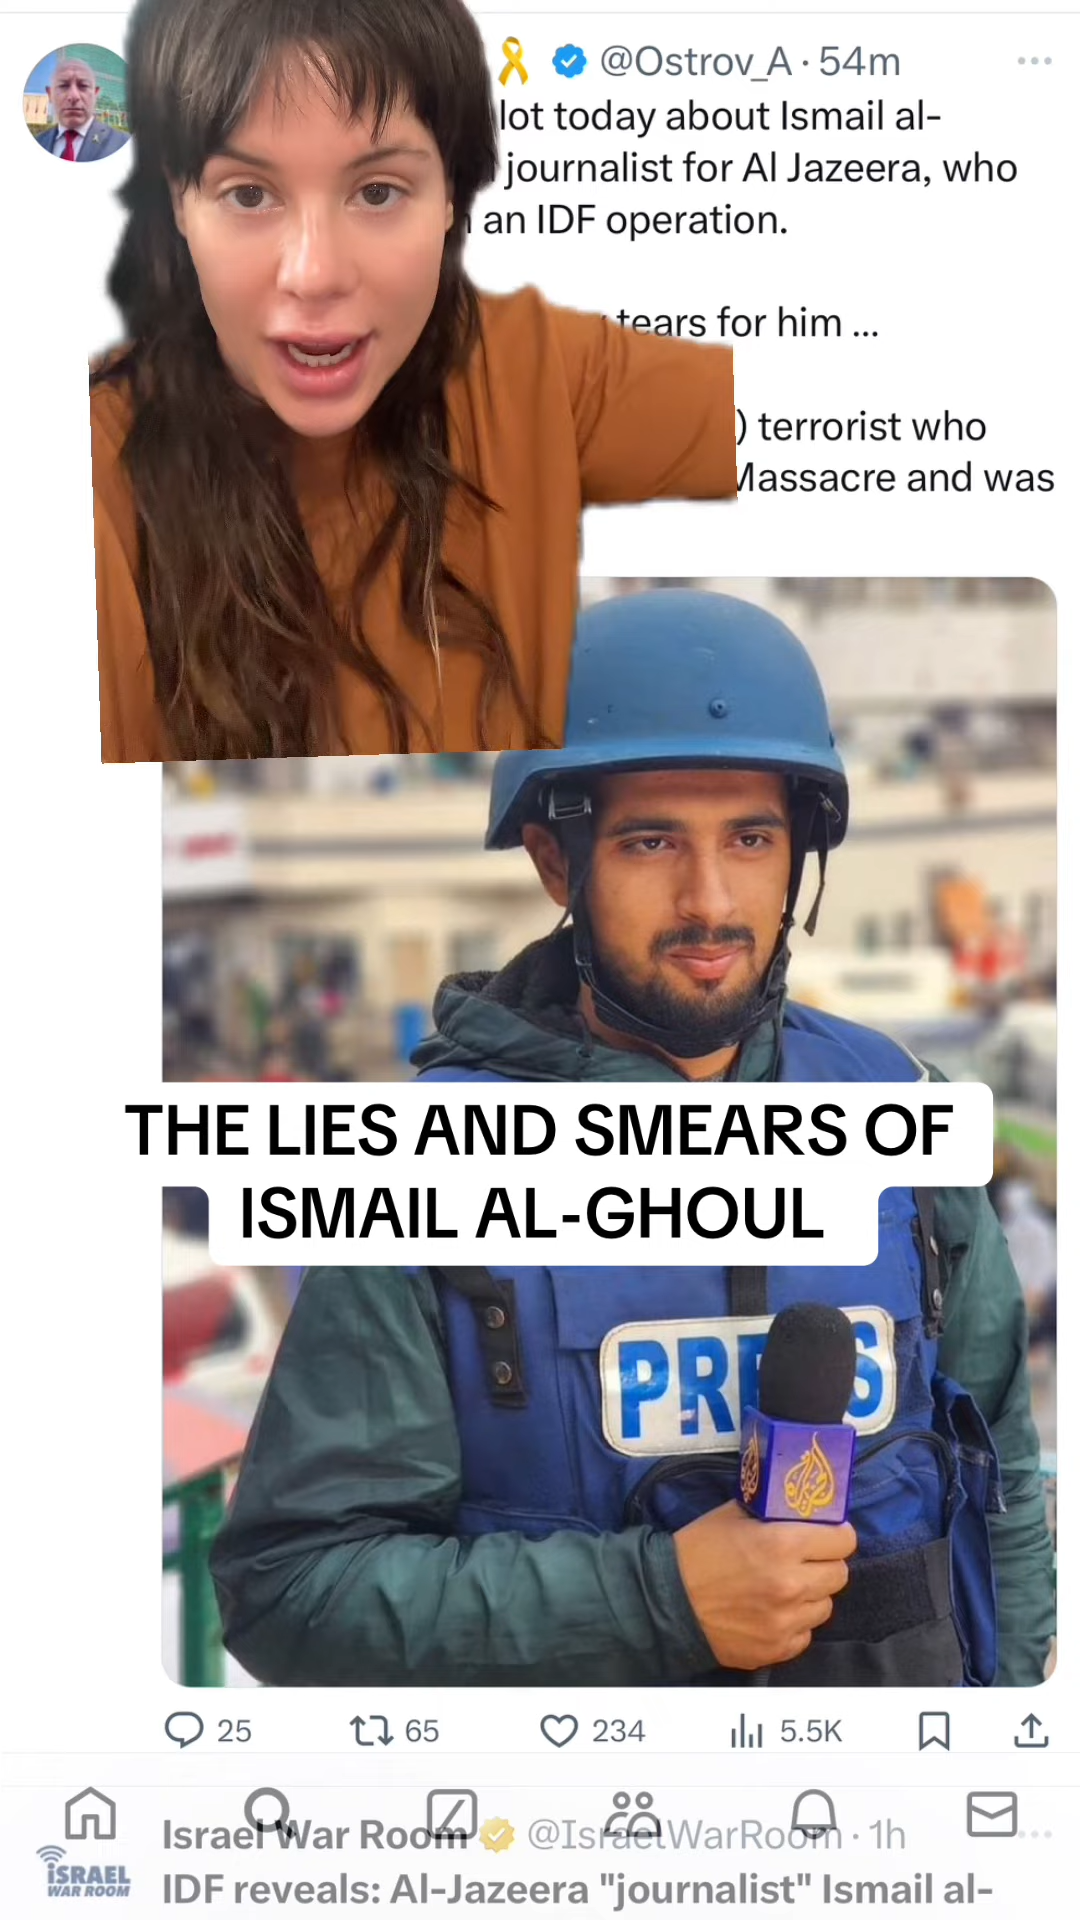 @Ostrov_A · 54m
lot today about Ismail al-
journalist for Al Jazeera, who
an IDF operation.
tears for him ...
) terrorist who
Massacre and was
THE LIES AND SMEARS OF
ISMAIL AL-GHOUL
PRESS
25 65 234 5.5K
Israel War Room @IsraelWarRoom · 1h
ISRAEL
WAR ROOM
IDF reveals: Al-Jazeera "journalist" Ismail al-